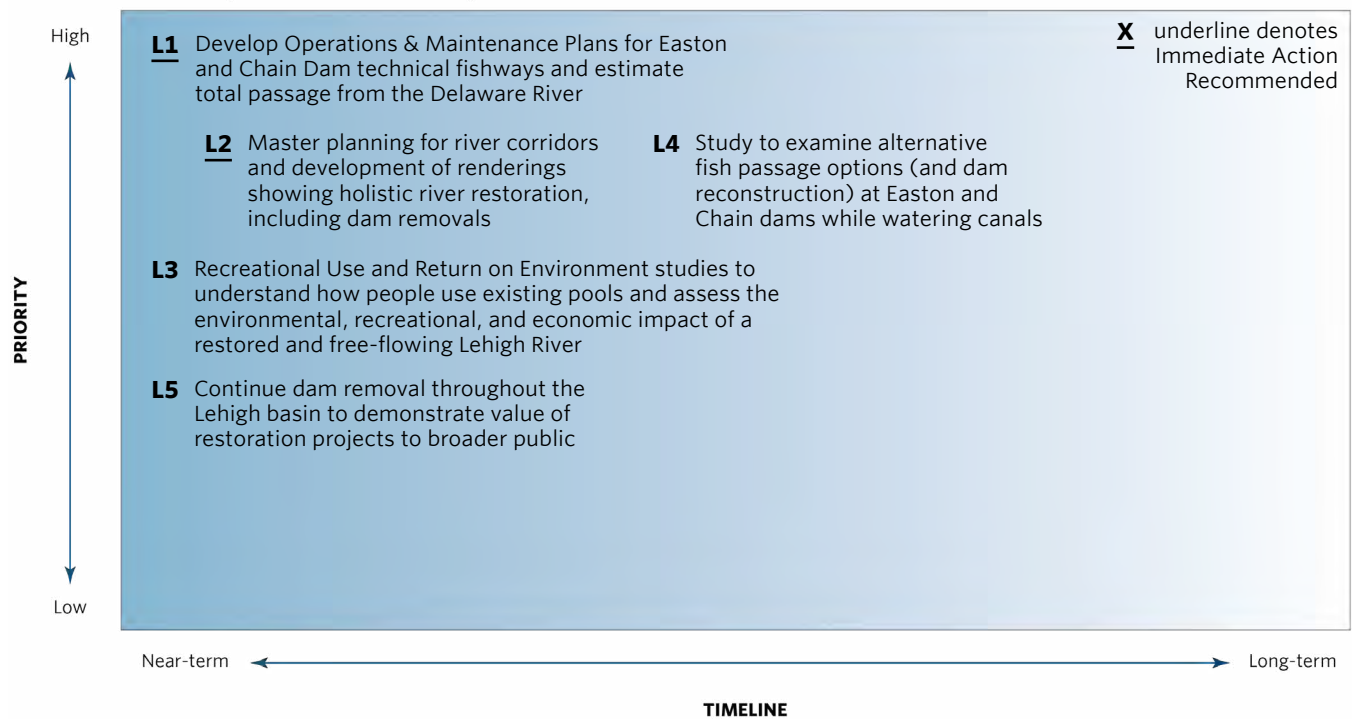 High
X underline denotes
Immediate Action
Recommended
L1 Develop Operations & Maintenance Plans for Easton
and Chain Dam technical fishways and estimate
total passage from the Delaware River
L2 Master planning for river corridors
and development of renderings
showing holistic river restoration,
including dam removals
L4 Study to examine alternative
fish passage options (and dam
reconstruction) at Easton and
Chain dams while watering canals
L3 Recreational Use and Return on Environment studies to
understand how people use existing pools and assess the
environmental, recreational, and economic impact of a
restored and free-flowing Lehigh River
L5 Continue dam removal throughout the
Lehigh basin to demonstrate value of
restoration projects to broader public
PRIORITY
Low
Near-term
Long-term
TIMELINE